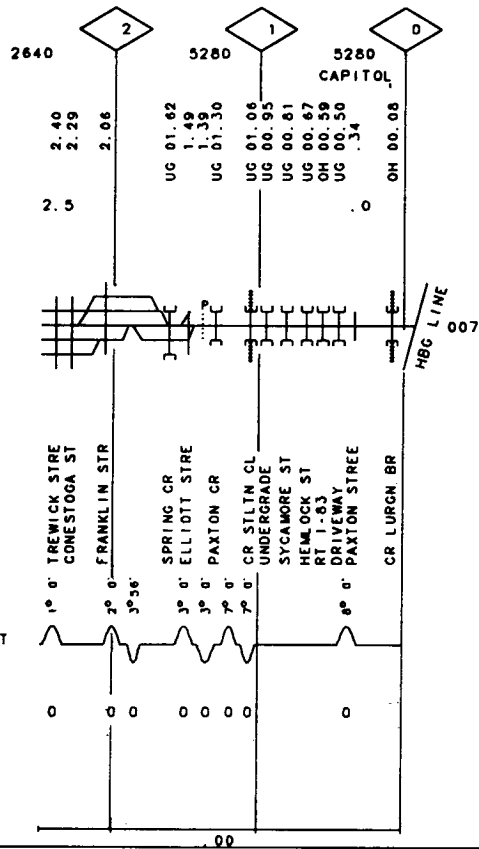 2 1 0
2640 5280 5280
CAPITOL
2.40
2.29
2.06
UG 01.62
1.49
1.39
UG 01.30
UG 01.06
UG 00.95
UG 00.81
UG 00.67
OH 00.59
UG 00.50
.34
OH 00.08
2.5 .0
P
HBG LINE
007
TREWICK STRE
CONESTOGA ST
FRANKLIN STR
SPRING CR
ELLIOTT STRE
PAXTON CR
CR STLTN CL
UNDERGRADE
SYCAMORE ST
HEMLOCK ST
RT I-83
DRIVEWAY
PAXTON STREE
CR LURGN BR
1° 0' 2° 0' 3°56' 3° 0' 3° 0' 7° 0' 7° 0' 8° 0'
T
0 0 0 0 0 0 0 0
.00